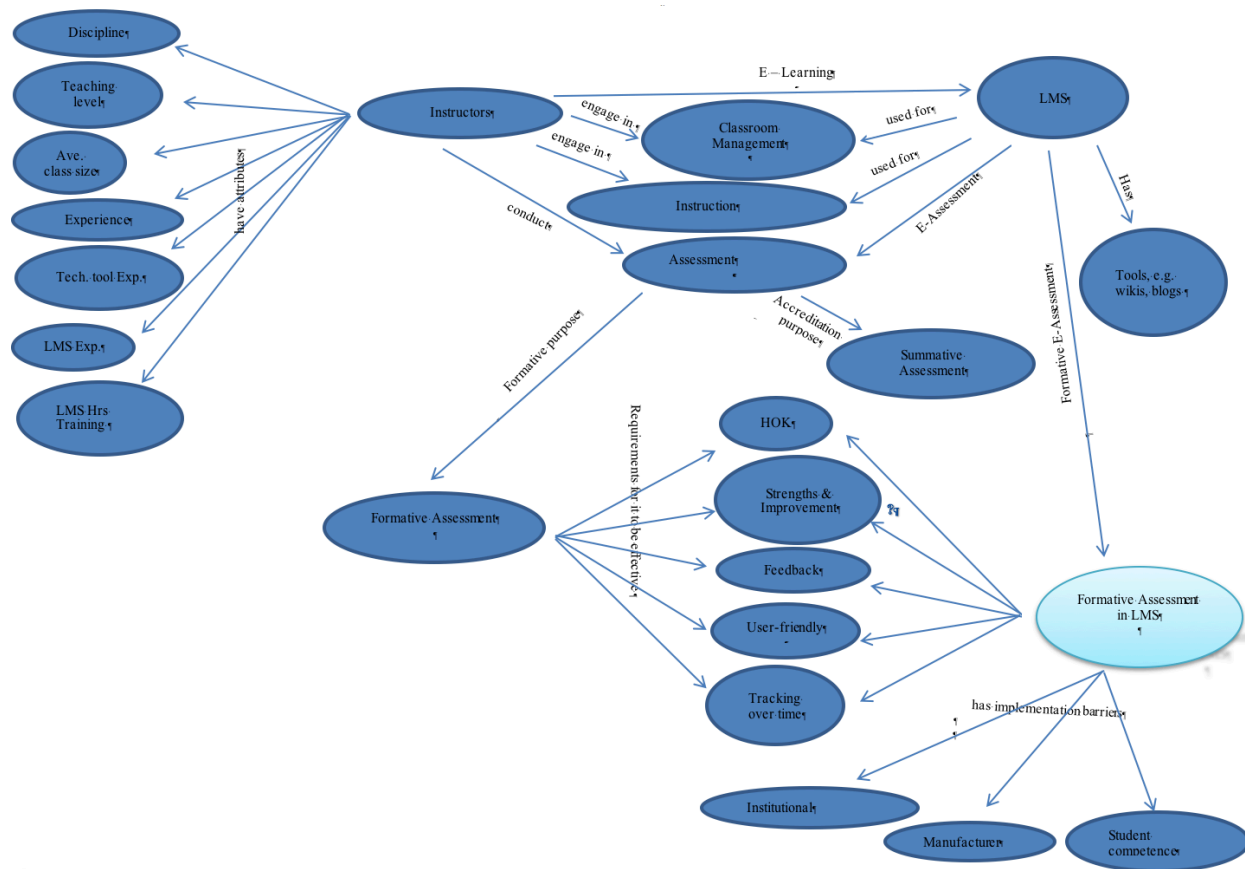 Discipline¶
Teaching
level¶
Ave.
class size¶
Experience¶
Tech. tool Exp.¶
LMS Exp.¶
LMS Hrs
Training¶
have attributes¶
Instructors¶
E – Learning¶
LMS¶
engage in¶
engage in¶
Classroom
Management¶
¶
used for¶
used for¶
Instruction¶
conduct¶
E-Assessment¶
Assessment¶
Has¶
Tools, e.g.
wikis, blogs¶
Formative purpose¶
Accreditation
purpose¶
Summative
Assessment¶
Formative E-Assessment¶
Formative Assessment¶
¶
Requirements for it to be effective¶
HOK¶
Strengths &
Improvement¶
Feedback¶
User-friendly¶
Tracking
over time¶
Formative Assessment
in LMS¶
¶
has implementation barriers¶
¶
¶
Institutional¶
Manufacturer¶
Student
competence¶